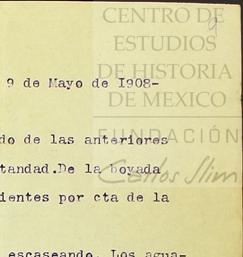 CENTRO DE
ESTUDIOS
DE HISTORIA
DE MEXICO
FUNDACIÓN
Carlos Slim
9 de Mayo de I908-
do de las anteriores
tandad.De la boyada
ientes por cta de la
escaseando. Los agua-